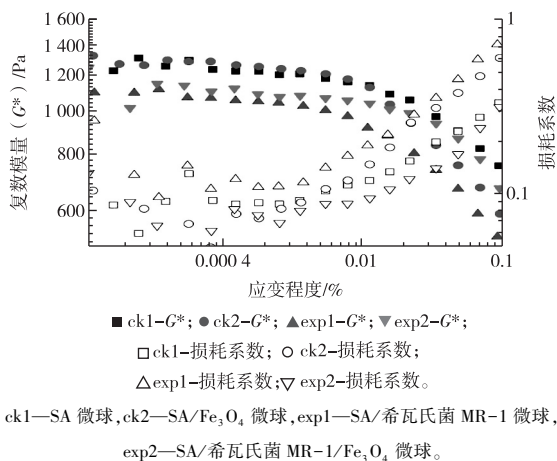 1 600
1 400
1 200
1 000
800
600
复数模量（G*）/Pa
1
0.1
损耗系数
0.000 4
0.01
0.1
应变程度/%
ck1-G*; ck2-G*; exp1-G*; exp2-G*;
ck1-损耗系数; ck2-损耗系数;
exp1-损耗系数; exp2-损耗系数。
ck1—SA 微球,ck2—SA/Fe₃O₄ 微球,exp1—SA/希瓦氏菌 MR-1 微球,
exp2—SA/希瓦氏菌 MR-1/Fe₃O₄ 微球。